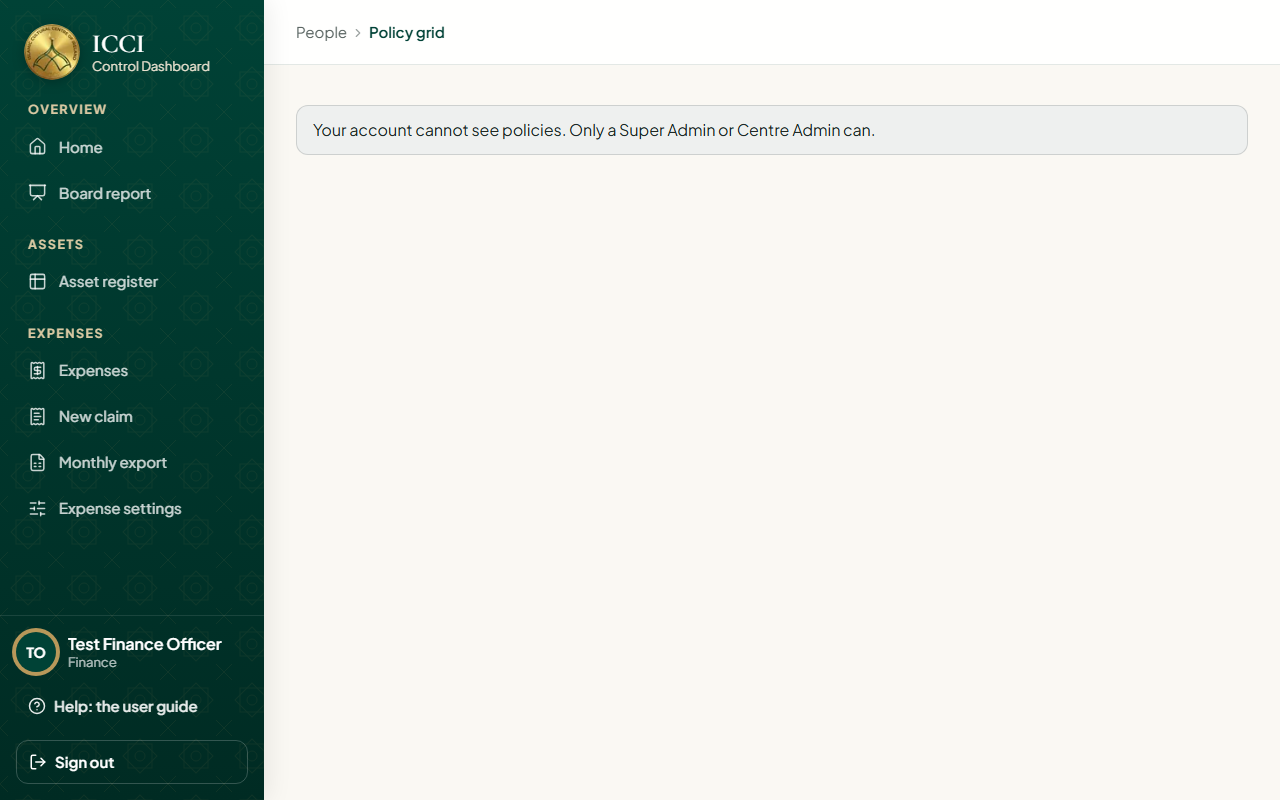 ICCI
Control Dashboard
People > Policy grid
Your account cannot see policies. Only a Super Admin or Centre Admin can.
OVERVIEW
Home
Board report
ASSETS
Asset register
EXPENSES
Expenses
New claim
Monthly export
Expense settings
TO
Test Finance Officer
Finance
Help: the user guide
Sign out